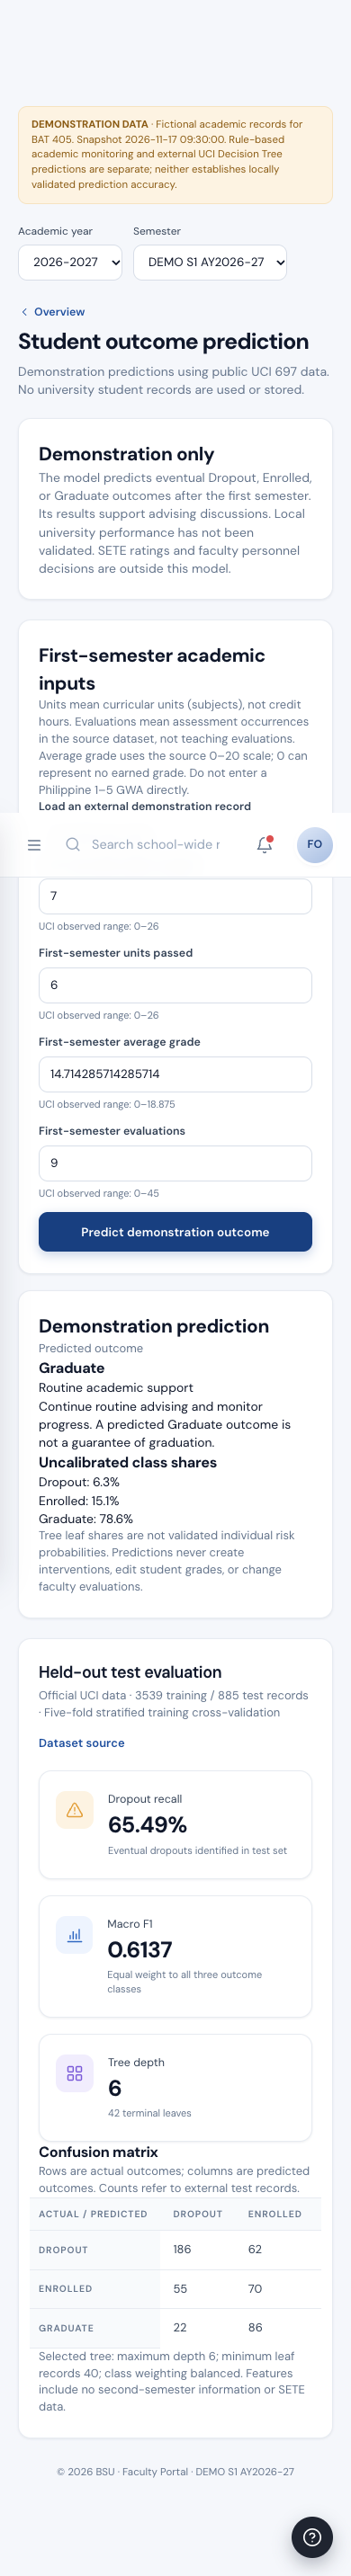 DEMONSTRATION DATA · Fictional academic records for
BAT 405. Snapshot 2026-11-17 09:30:00. Rule-based
academic monitoring and external UCI Decision Tree
predictions are separate; neither establishes locally
validated prediction accuracy.
Academic year
Semester
2026-2027
DEMO S1 AY2026-27
Overview
Student outcome prediction
Demonstration predictions using public UCI 697 data.
No university student records are used or stored.
Demonstration only
The model predicts eventual Dropout, Enrolled,
or Graduate outcomes after the first semester.
Its results support advising discussions. Local
university performance has not been
validated. SETE ratings and faculty personnel
decisions are outside this model.
First-semester academic
inputs
Units mean curricular units (subjects), not credit
hours. Evaluations mean assessment occurrences
in the source dataset, not teaching evaluations.
Average grade uses the source 0–20 scale; 0 can
represent no earned grade. Do not enter a
Philippine 1–5 GWA directly.
Load an external demonstration record
Search school-wide r
FO
7
UCI observed range: 0–26
First-semester units passed
6
UCI observed range: 0–26
First-semester average grade
14.714285714285714
UCI observed range: 0–18.875
First-semester evaluations
9
UCI observed range: 0–45
Predict demonstration outcome
Demonstration prediction
Predicted outcome
Graduate
Routine academic support
Continue routine advising and monitor
progress. A predicted Graduate outcome is
not a guarantee of graduation.
Uncalibrated class shares
Dropout: 6.3%
Enrolled: 15.1%
Graduate: 78.6%
Tree leaf shares are not validated individual risk
probabilities. Predictions never create
interventions, edit student grades, or change
faculty evaluations.
Held-out test evaluation
Official UCI data · 3539 training / 885 test records
· Five-fold stratified training cross-validation
Dataset source
Dropout recall
65.49%
Eventual dropouts identified in test set
Macro F1
0.6137
Equal weight to all three outcome
classes
Tree depth
6
42 terminal leaves
Confusion matrix
Rows are actual outcomes; columns are predicted
outcomes. Counts refer to external test records.
ACTUAL / PREDICTED DROPOUT ENROLLED
DROPOUT 186 62
ENROLLED 55 70
GRADUATE 22 86
Selected tree: maximum depth 6; minimum leaf
records 40; class weighting balanced. Features
include no second-semester information or SETE
data.
© 2026 BSU · Faculty Portal · DEMO S1 AY2026-27